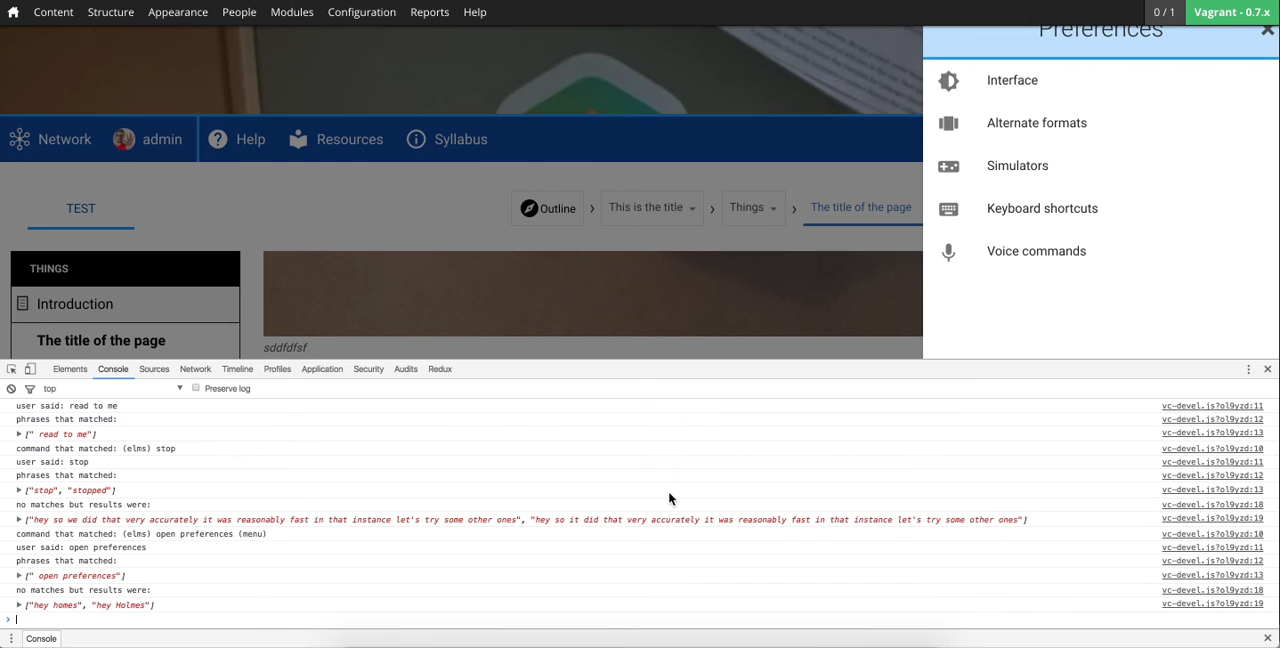 Content Structure Appearance People Modules Configuration Reports Help 0 / 1 Vagrant - 0.7.x
Preferences
Interface
Alternate formats
Simulators
Keyboard shortcuts
Voice commands
Network admin Help Resources Syllabus
TEST
Outline This is the title Things The title of the page
THINGS
Introduction
The title of the page
sddfdfsf
Elements Console Sources Network Timeline Profiles Application Security Audits Redux
top Preserve log
user said: read to me vc-devel.js?ol9yzd:11
phrases that matched: vc-devel.js?ol9yzd:12
[" read to me"] vc-devel.js?ol9yzd:13
command that matched: (elms) stop vc-devel.js?ol9yzd:10
user said: stop vc-devel.js?ol9yzd:11
phrases that matched: vc-devel.js?ol9yzd:12
["stop", "stopped"] vc-devel.js?ol9yzd:13
no matches but results were: vc-devel.js?ol9yzd:18
["hey so we did that very accurately it was reasonably fast in that instance let's try some other ones", "hey so it did that very accurately it was reasonably fast in that instance let's try some other ones"] vc-devel.js?ol9yzd:19
command that matched: (elms) open preferences (menu) vc-devel.js?ol9yzd:10
user said: open preferences vc-devel.js?ol9yzd:11
phrases that matched: vc-devel.js?ol9yzd:12
[" open preferences"] vc-devel.js?ol9yzd:13
no matches but results were: vc-devel.js?ol9yzd:18
["hey homes", "hey Holmes"] vc-devel.js?ol9yzd:19
Console